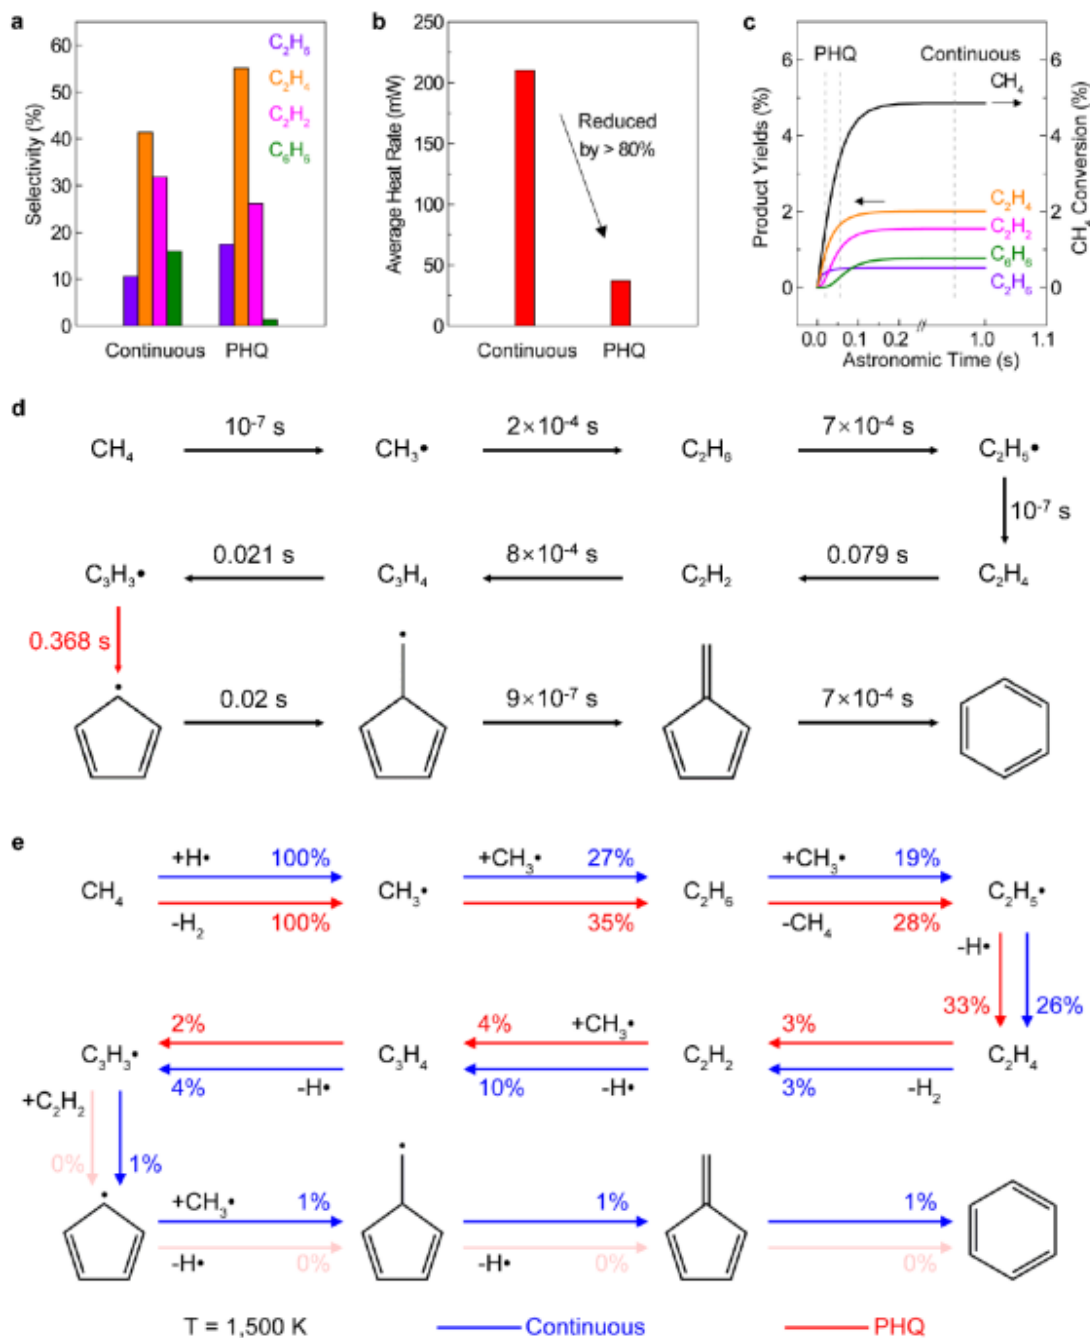 a
Selectivity (%)
60
50
40
30
20
10
0
C₂H₆
C₂H₄
C₂H₂
C₆H₆
Continuous PHQ
b
Average Heat Rate (mW)
250
200
150
100
50
0
Reduced
by > 80%
Continuous PHQ
c
Product Yields (%)
6
4
2
0
PHQ Continuous
CH₄
C₂H₄
C₂H₂
C₆H₆
C₂H₆
6
4
2
0
CH₄ Conversion (%)
0.0 0.1 0.2 1.0 1.1
Astronomic Time (s)
d
CH₄ 10⁻⁷ s CH₃• 2×10⁻⁴ s C₂H₆ 7×10⁻⁴ s C₂H₅•
10⁻⁷ s
C₃H₃• 0.021 s C₃H₄ 8×10⁻⁴ s C₂H₂ 0.079 s C₂H₄
0.368 s
0.02 s 9×10⁻⁷ s 7×10⁻⁴ s
e
+H• 100% +CH₃• 27% +CH₃• 19%
CH₄ CH₃• C₂H₆ C₂H₅•
-H₂ 100% 35% -CH₄ 28%
-H•
33% 26%
2% 4% +CH₃• 3%
C₃H₃• C₃H₄ C₂H₂ C₂H₄
4% -H• 10% -H• 3% -H₂
+C₂H₂
0% 1%
+CH₃• 1% 1% 1%
-H• 0% -H• 0% 0%
T = 1,500 K Continuous PHQ